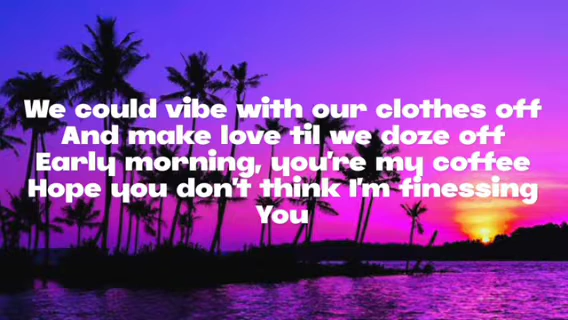 We could vibe with our clothes off
And make love til we doze off
Early morning, you're my coffee
Hope you don't think I'm finessing
You